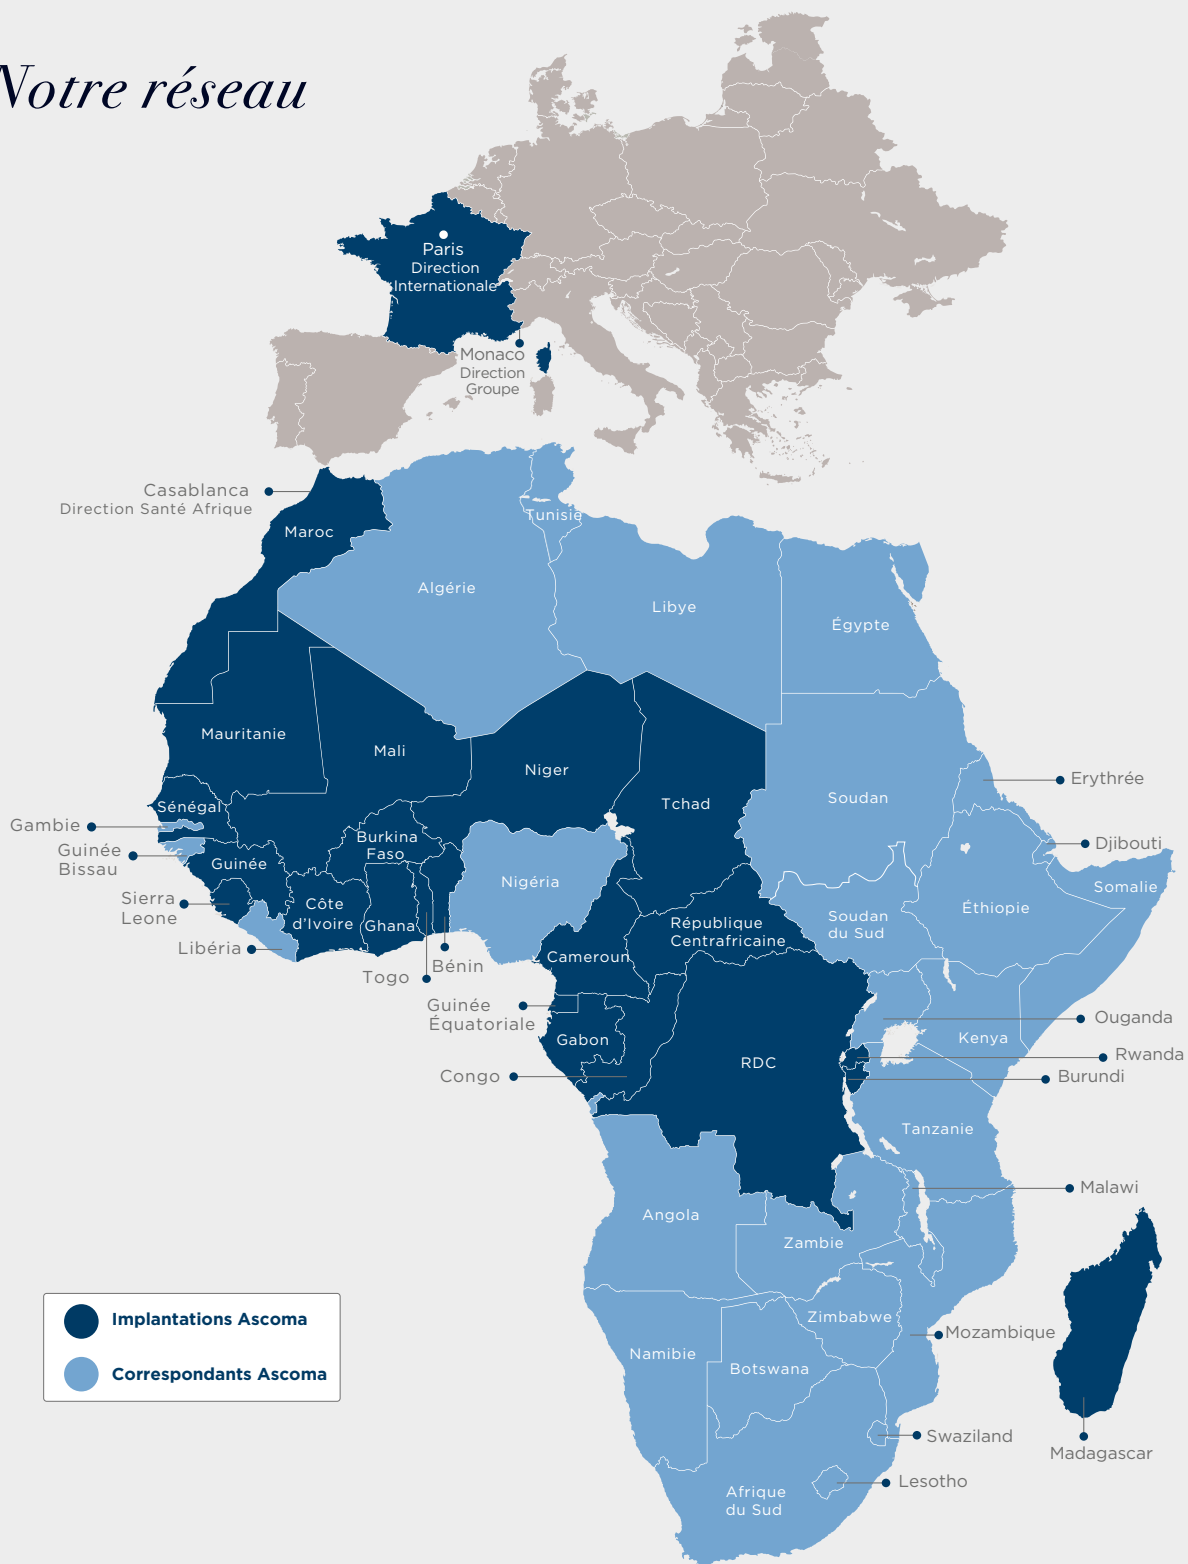 Notre réseau
Paris
Direction
Internationale
Monaco
Direction
Groupe
Casablanca
Direction Santé Afrique
Maroc
Tunisie
Algérie
Libye
Égypte
Mauritanie
Mali
Niger
Tchad
Soudan
Erythrée
Sénégal
Gambie
Guinée
Bissau
Guinée
Burkina
Faso
Djibouti
Somalie
Sierra
Leone
Côte
d'Ivoire
Ghana
Nigéria
Éthiopie
République
Centrafricaine
Soudan
du Sud
Libéria
Togo
Bénin
Cameroun
Guinée
Équatoriale
Gabon
Congo
RDC
Ouganda
Kenya
Rwanda
Burundi
Tanzanie
Malawi
Angola
Zambie
Zimbabwe
Mozambique
Namibie
Botswana
Swaziland
Madagascar
Lesotho
Afrique
du Sud
Implantations Ascoma
Correspondants Ascoma